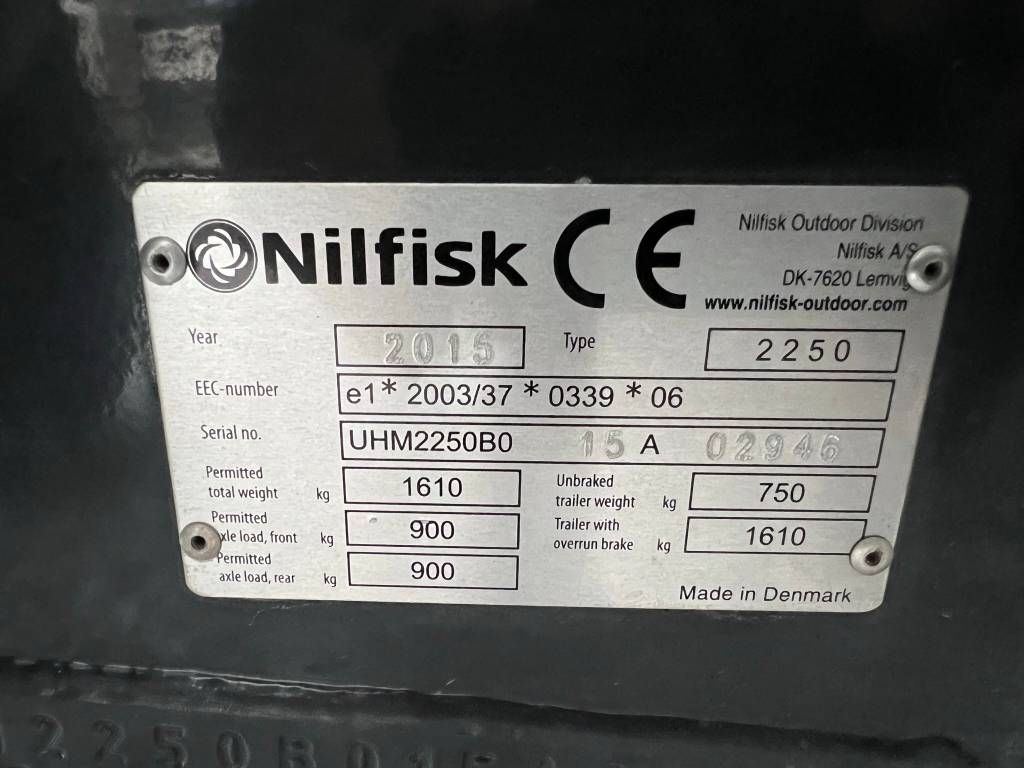 Nilfisk CE
Nilfisk Outdoor Division
Nilfisk A/S
DK-7620 Lemvig
www.nilfisk-outdoor.com
Year 2015 Type 2250
EEC-number e1* 2003/37 * 0339 * 06
Serial no. UHM2250B0 15 A 02946
Permitted
total weight kg 1610
Unbraked
trailer weight kg 750
Permitted
axle load, front kg 900
Trailer with
overrun brake kg 1610
Permitted
axle load, rear kg 900
Made in Denmark
2250B015